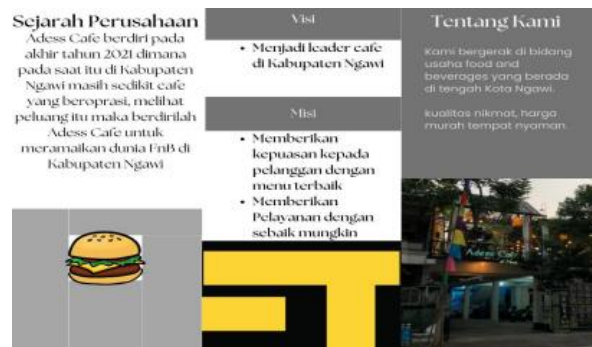 Sejarah Perusahaan
Adess Cafe berdiri pada
akhir tahun 2021 dimana
pada saat itu di Kabupaten
Ngawi masih sedikit cafe
yang beroprasi, melihat
peluang itu maka berdirilah
Adess Cafe untuk
meramaikan dunia FnB di
Kabupaten Ngawi
Visi
• Menjadi leader cafe
di Kabupaten Ngawi
Misi
• Memberikan
kepuasan kepada
pelanggan dengan
menu terbaik
• Memberikan
Pelayanan dengan
sebaik mungkin
Tentang Kami
Kami bergerak di bidang
usaha food and
beverages yang berada
di tengah Kota Ngawi.
kualitas nikmat, harga
murah tempat nyaman.
Adess Cafe